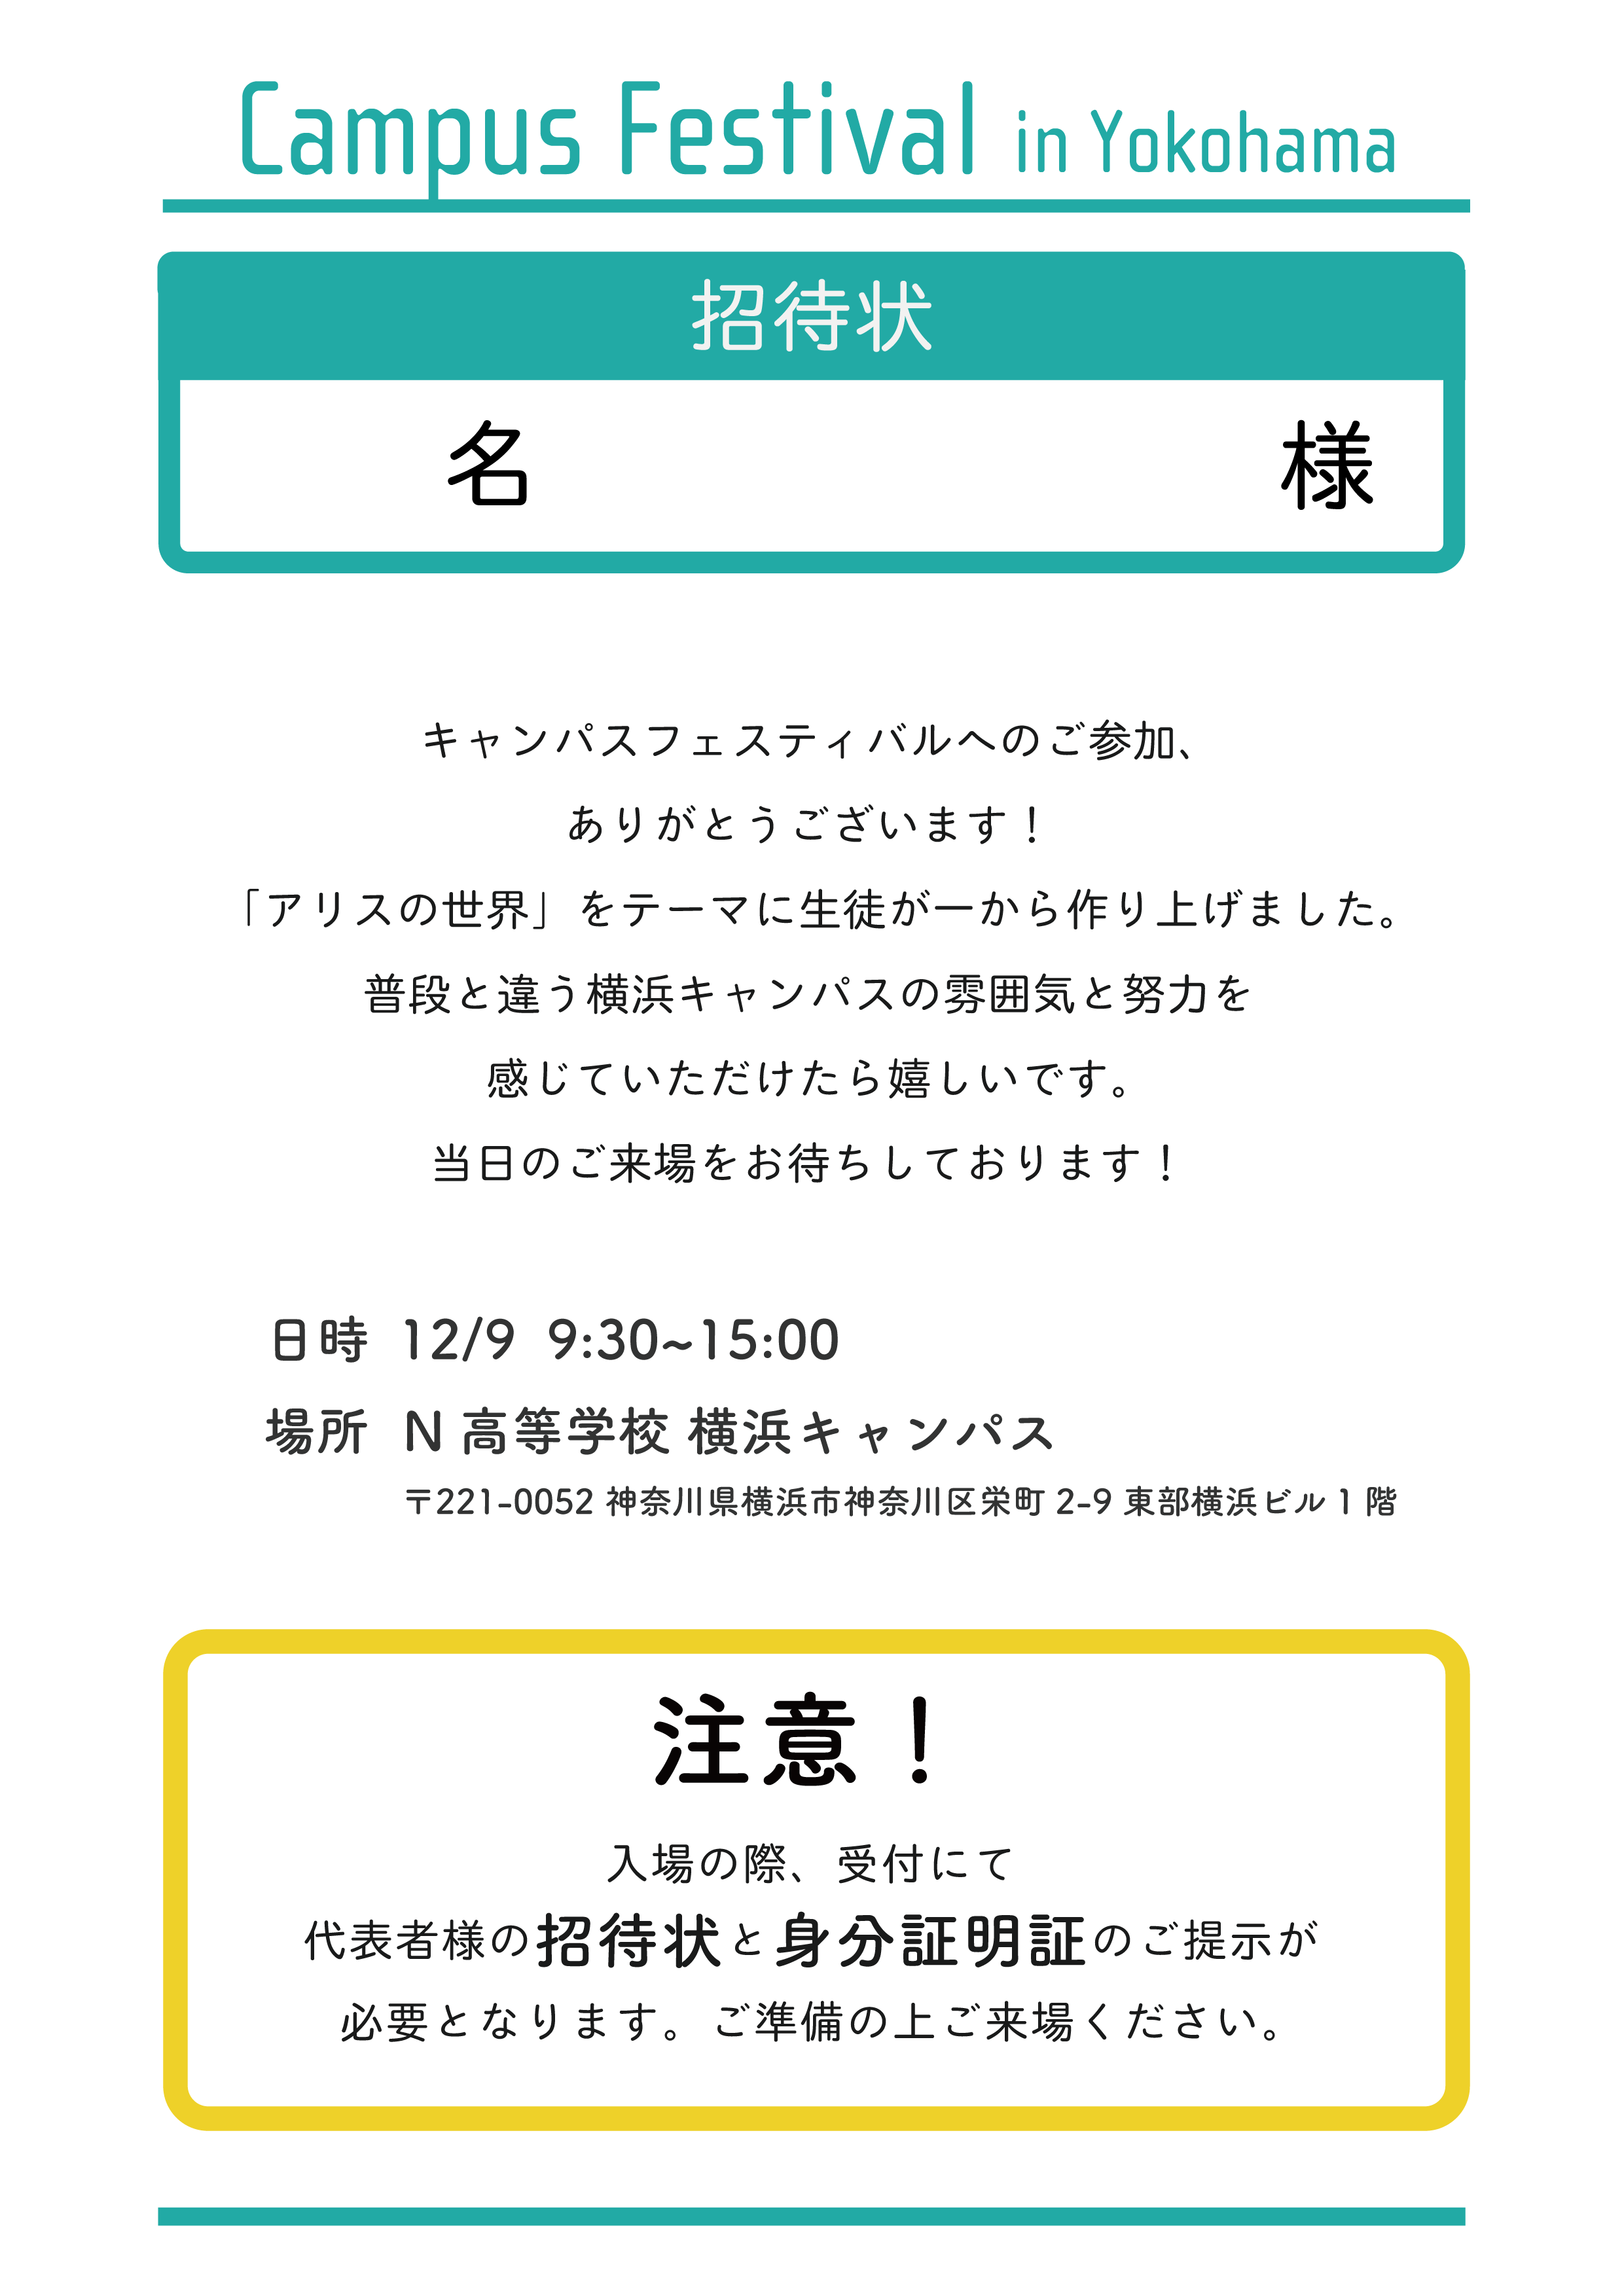 Campus Festival in Yokohama
招待状
名 様
キャンパスフェスティバルへのご参加、
ありがとうございます！
「アリスの世界」をテーマに生徒が一から作り上げました。
普段と違う横浜キャンパスの雰囲気と努力を
感じていただけたら嬉しいです。
当日のご来場をお待ちしております！
日時 12/9 9:30~15:00
場所 N 高等学校 横浜キャンパス
〒221-0052 神奈川県横浜市神奈川区栄町 2-9 東部横浜ビル 1 階
注意！
入場の際、受付にて
代表者様の招待状と身分証明証のご提示が
必要となります。ご準備の上ご来場ください。